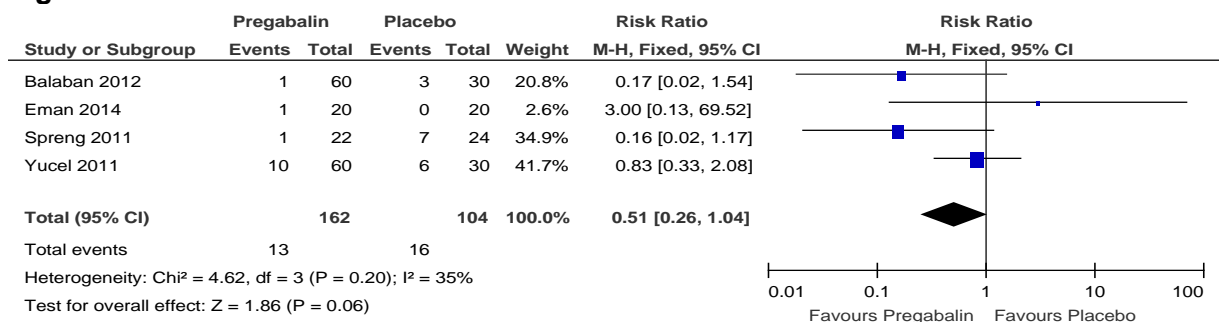 Pregabalin Placebo Risk Ratio Risk Ratio
Study or Subgroup Events Total Events Total Weight M-H, Fixed, 95% CI M-H, Fixed, 95% CI
Balaban 2012 1 60 3 30 20.8% 0.17 [0.02, 1.54]
Eman 2014 1 20 0 20 2.6% 3.00 [0.13, 69.52]
Spreng 2011 1 22 7 24 34.9% 0.16 [0.02, 1.17]
Yucel 2011 10 60 6 30 41.7% 0.83 [0.33, 2.08]
Total (95% CI) 162 104 100.0% 0.51 [0.26, 1.04]
Total events 13 16
Heterogeneity: Chi² = 4.62, df = 3 (P = 0.20); I² = 35%
Test for overall effect: Z = 1.86 (P = 0.06)
0.01 0.1 1 10 100
Favours Pregabalin Favours Placebo